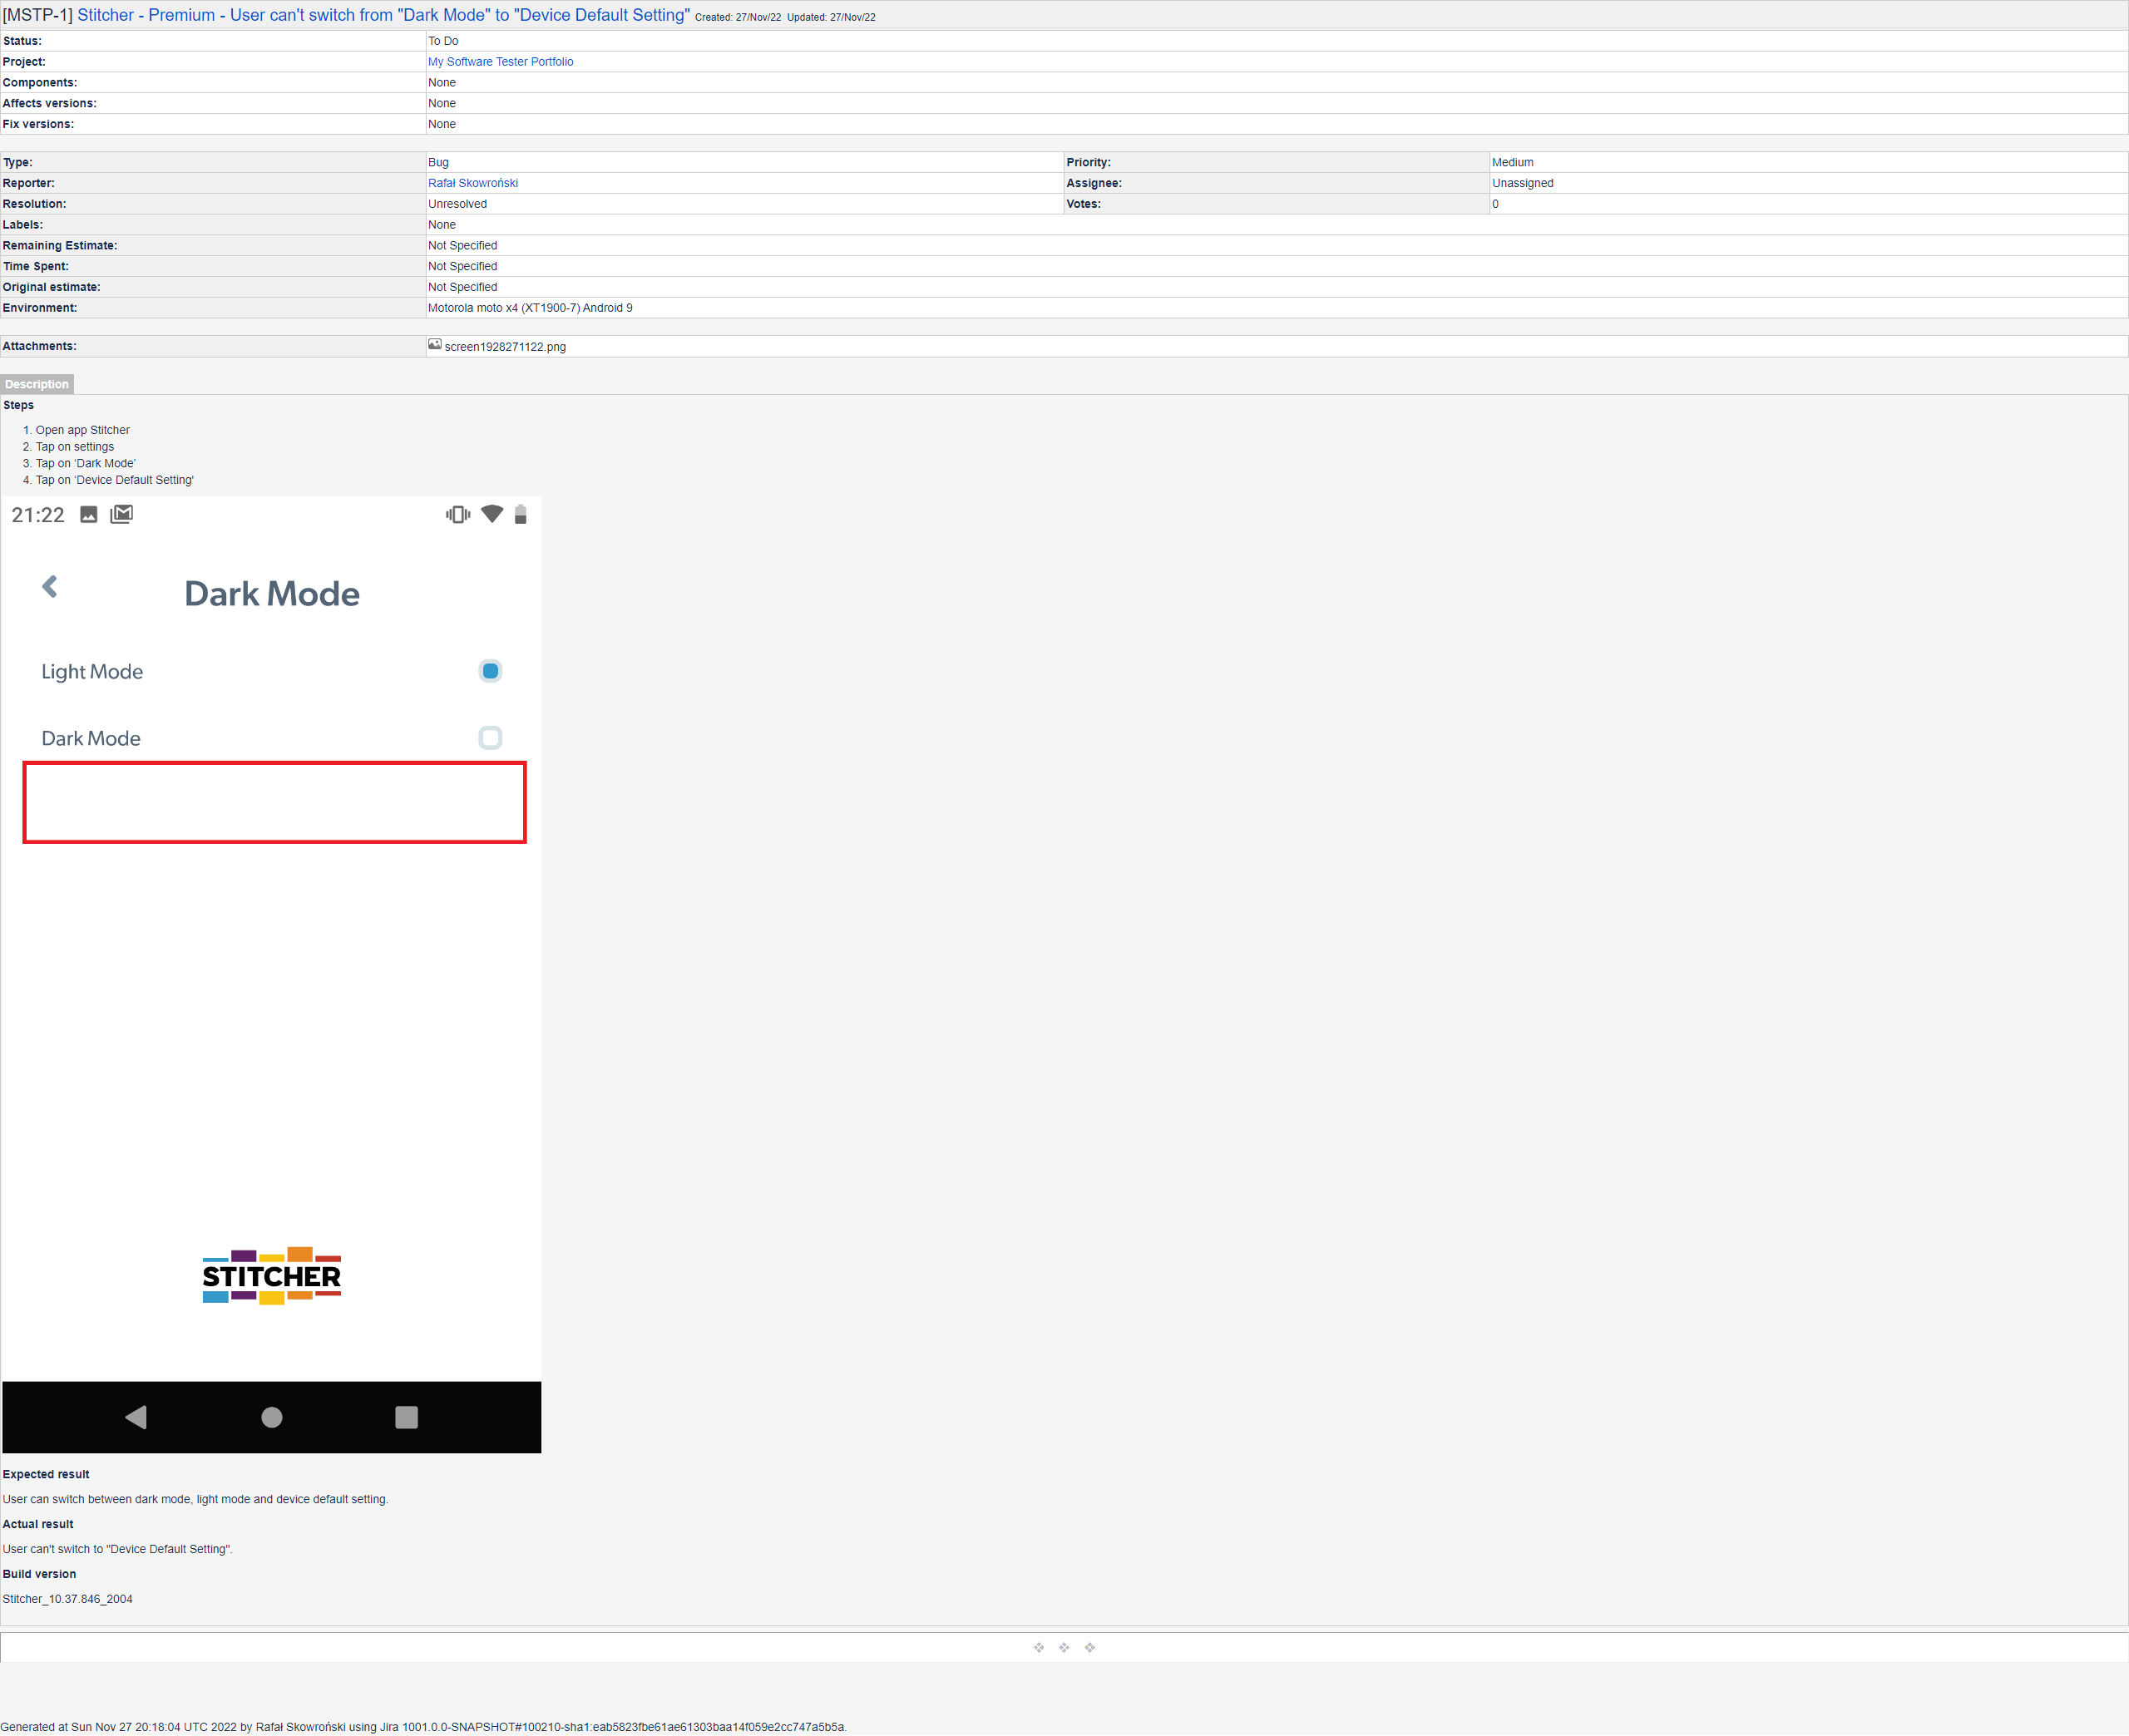 [MSTP-1] Stitcher - Premium - User can't switch from "Dark Mode" to "Device Default Setting" Created: 27/Nov/22 Updated: 27/Nov/22
Status: To Do
Project: My Software Tester Portfolio
Components: None
Affects versions: None
Fix versions: None
Type: Bug Priority: Medium
Reporter: Rafał Skowroński Assignee: Unassigned
Resolution: Unresolved Votes: 0
Labels: None
Remaining Estimate: Not Specified
Time Spent: Not Specified
Original estimate: Not Specified
Environment: Motorola moto x4 (XT1900-7) Android 9
Attachments: screen1928271122.png
Description
Steps
1. Open app Stitcher
2. Tap on settings
3. Tap on ‘Dark Mode’
4. Tap on ‘Device Default Setting'
21:22
Dark Mode
Light Mode
Dark Mode
STITCHER
Expected result
User can switch between dark mode, light mode and device default setting.
Actual result
User can't switch to "Device Default Setting".
Build version
Stitcher_10.37.846_2004
Generated at Sun Nov 27 20:18:04 UTC 2022 by Rafał Skowroński using Jira 1001.0.0-SNAPSHOT#100210-sha1:eab5823fbe61ae61303baa14f059e2cc747a5b5a.